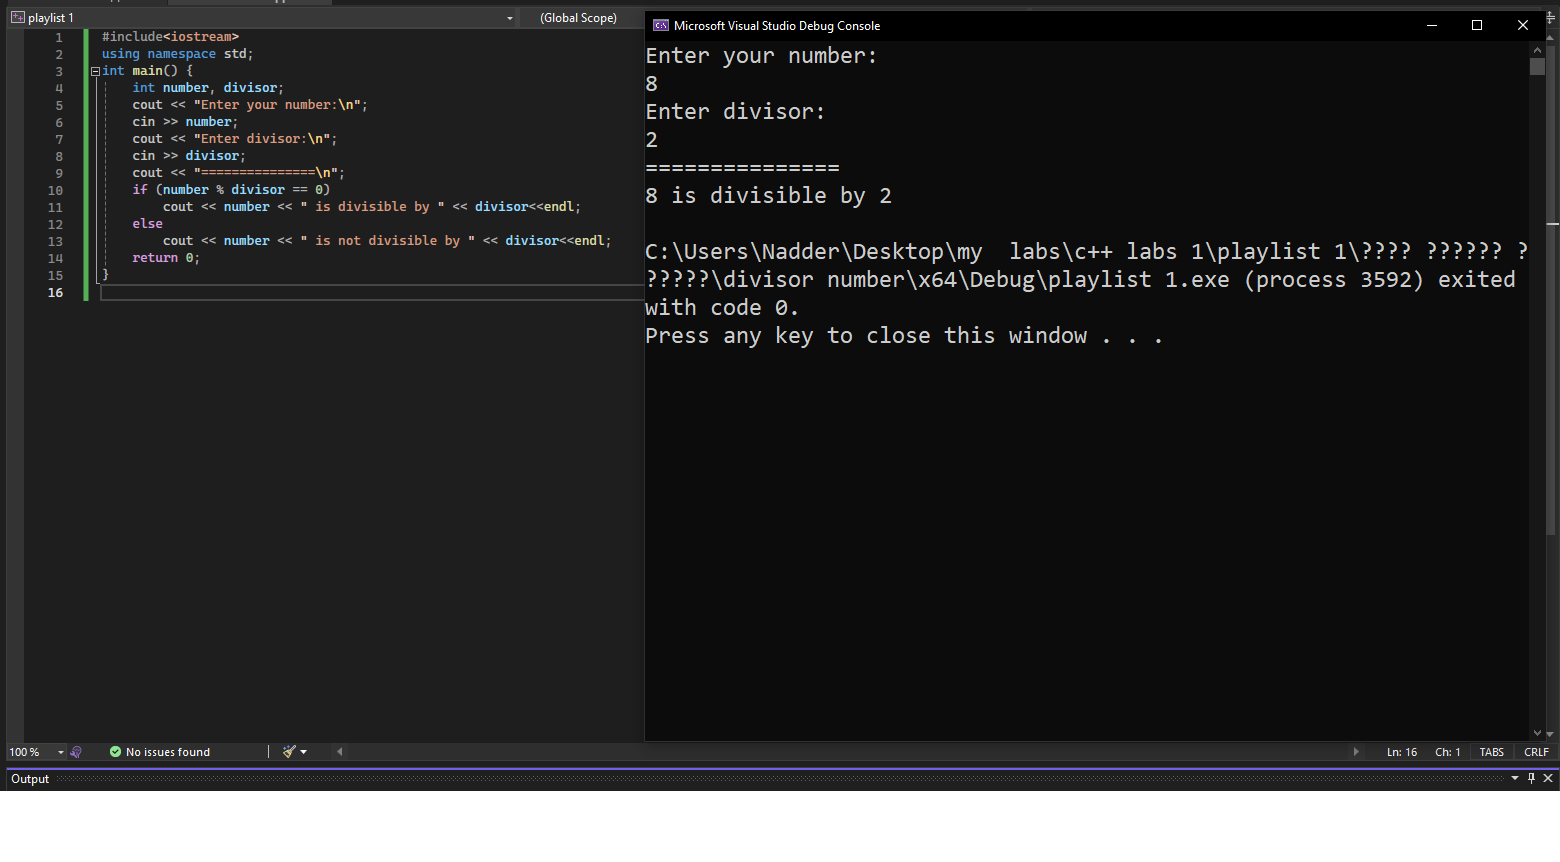 playlist 1
(Global Scope)
1 #include<iostream>
2 using namespace std;
3 int main() {
4 int number, divisor;
5 cout << "Enter your number:\n";
6 cin >> number;
7 cout << "Enter divisor:\n";
8 cin >> divisor;
9 cout << "===============\n";
10 if (number % divisor == 0)
11 cout << number << " is divisible by " << divisor<<endl;
12 else
13 cout << number << " is not divisible by " << divisor<<endl;
14 return 0;
15 }
16
Microsoft Visual Studio Debug Console
Enter your number:
8
Enter divisor:
2
===============
8 is divisible by 2
C:\Users\Nadder\Desktop\my  labs\c++ labs 1\playlist 1\???? ?????? ?
?????\divisor number\x64\Debug\playlist 1.exe (process 3592) exited
with code 0.
Press any key to close this window . . .
100 %
No issues found
Ln: 16 Ch: 1 TABS CRLF
Output